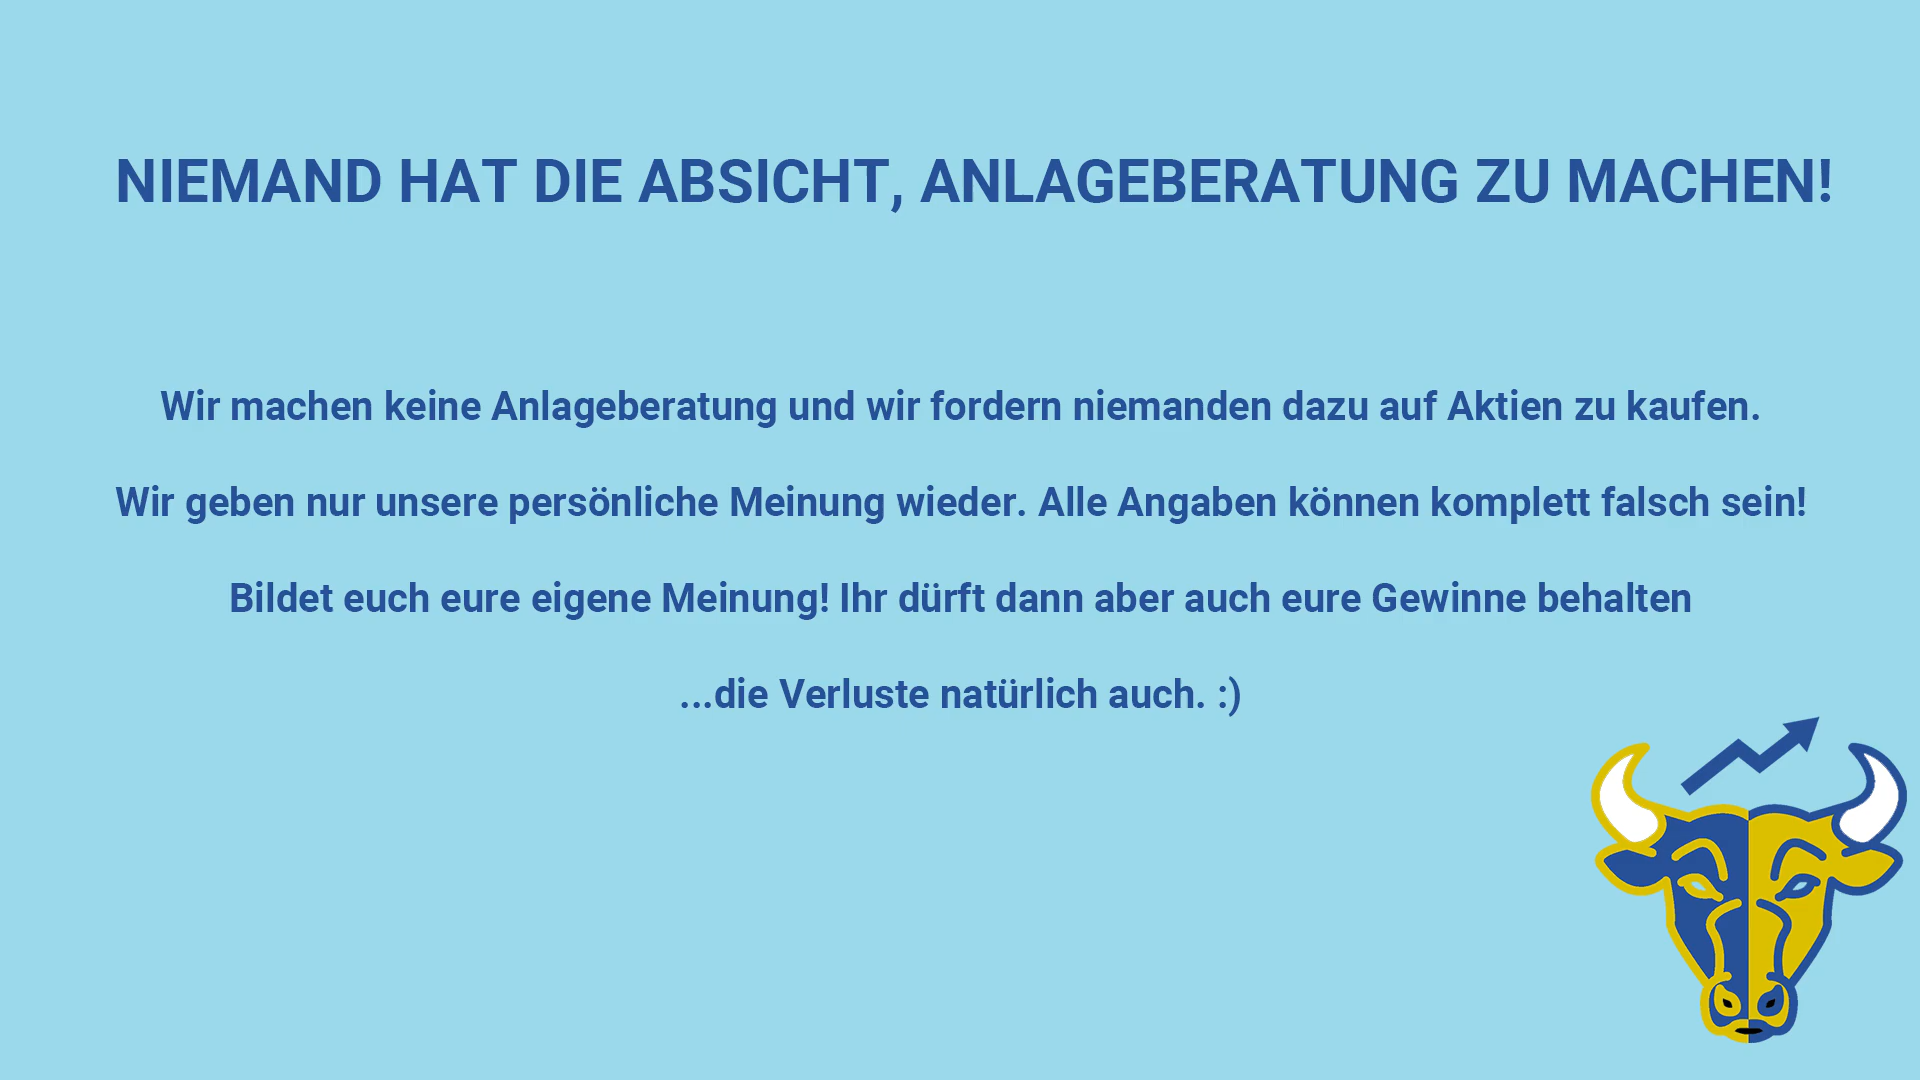 NIEMAND HAT DIE ABSICHT, ANLAGEBERATUNG ZU MACHEN!
Wir machen keine Anlageberatung und wir fordern niemanden dazu auf Aktien zu kaufen.
Wir geben nur unsere persönliche Meinung wieder. Alle Angaben können komplett falsch sein!
Bildet euch eure eigene Meinung! Ihr dürft dann aber auch eure Gewinne behalten
...die Verluste natürlich auch. :)